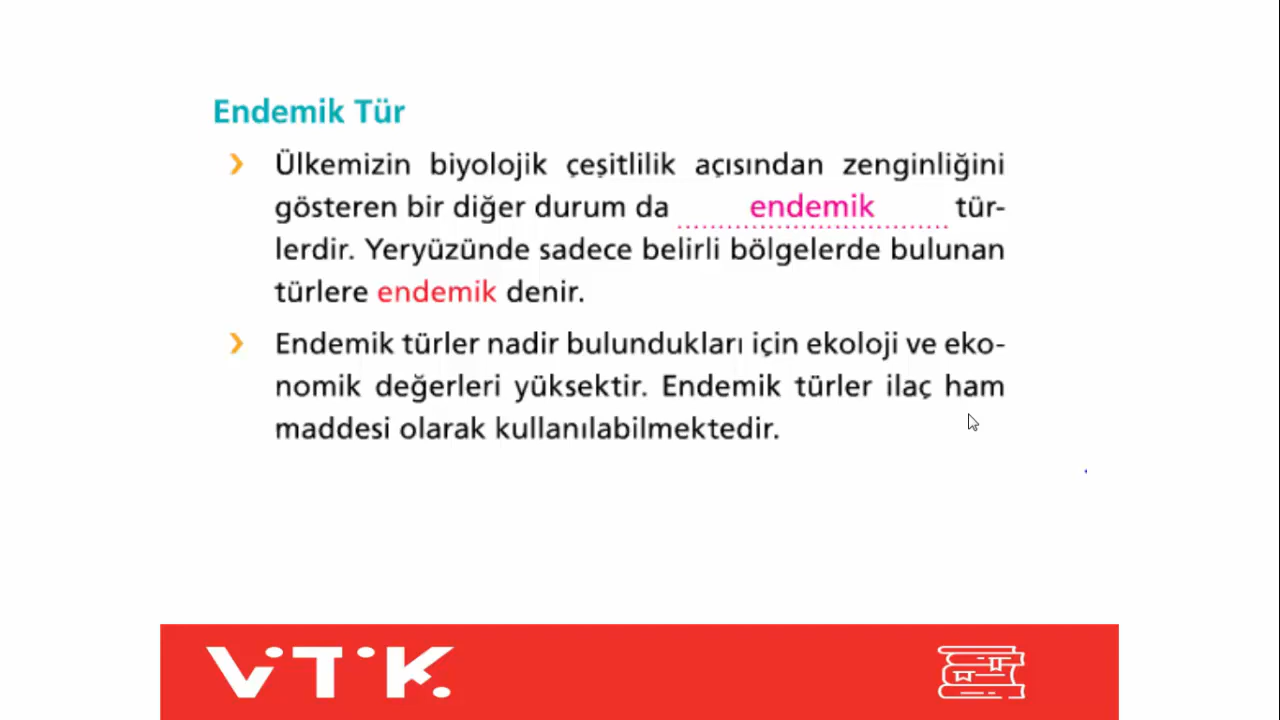 Endemik Tür
Ülkemizin biyolojik çeşitlilik açısından zenginliğini
gösteren bir diğer durum da endemik tür-
lerdir. Yeryüzünde sadece belirli bölgelerde bulunan
türlere endemik denir.
Endemik türler nadir bulundukları için ekoloji ve eko-
nomik değerleri yüksektir. Endemik türler ilaç ham
maddesi olarak kullanılabilmektedir.
VİTİK